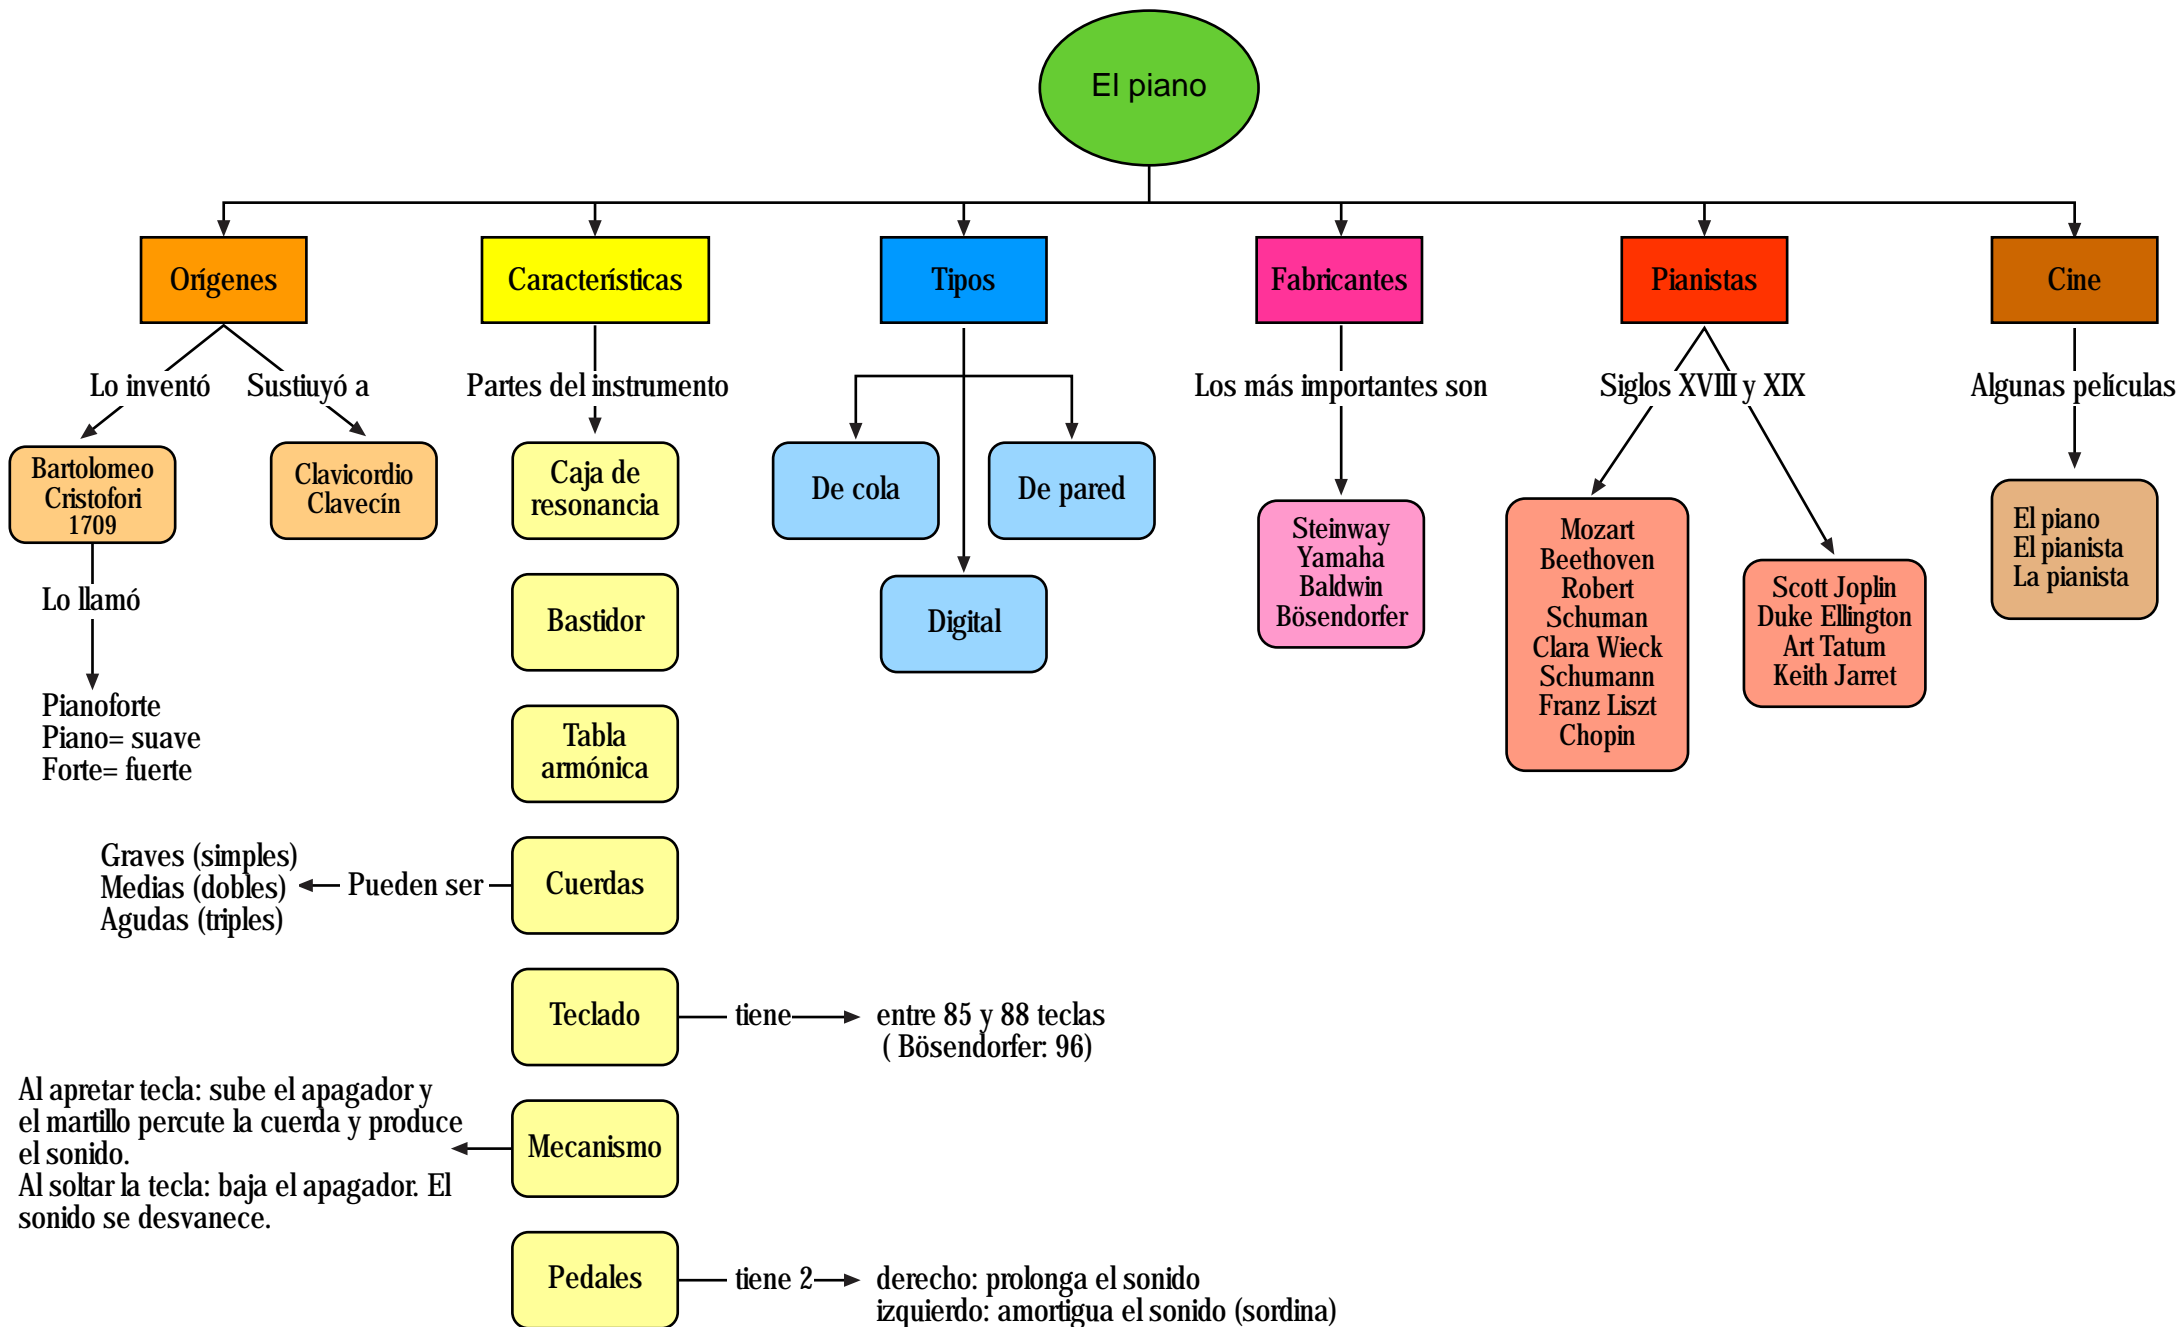 El piano
Orígenes
Características
Tipos
Fabricantes
Pianistas
Cine
Lo inventó
Sustiuyó a
Partes del instrumento
Los más importantes son
Siglos XVIII y XIX
Algunas películas
Bartolomeo
Cristofori
1709
Clavicordio
Clavecín
Lo llamó
Pianoforte
Piano= suave
Forte= fuerte
Caja de
resonancia
Bastidor
Tabla
armónica
Cuerdas
Pueden ser
Graves (simples)
Medias (dobles)
Agudas (triples)
Teclado
tiene
entre 85 y 88 teclas
( Bösendorfer: 96)
Mecanismo
Al apretar tecla: sube el apagador y
el martillo percute la cuerda y produce
el sonido.
Al soltar la tecla: baja el apagador. El
sonido se desvanece.
Pedales
tiene 2
derecho: prolonga el sonido
izquierdo: amortigua el sonido (sordina)
De cola
De pared
Digital
Steinway
Yamaha
Baldwin
Bösendorfer
Mozart
Beethoven
Robert
Schuman
Clara Wieck
Schumann
Franz Liszt
Chopin
Scott Joplin
Duke Ellington
Art Tatum
Keith Jarret
El piano
El pianista
La pianista